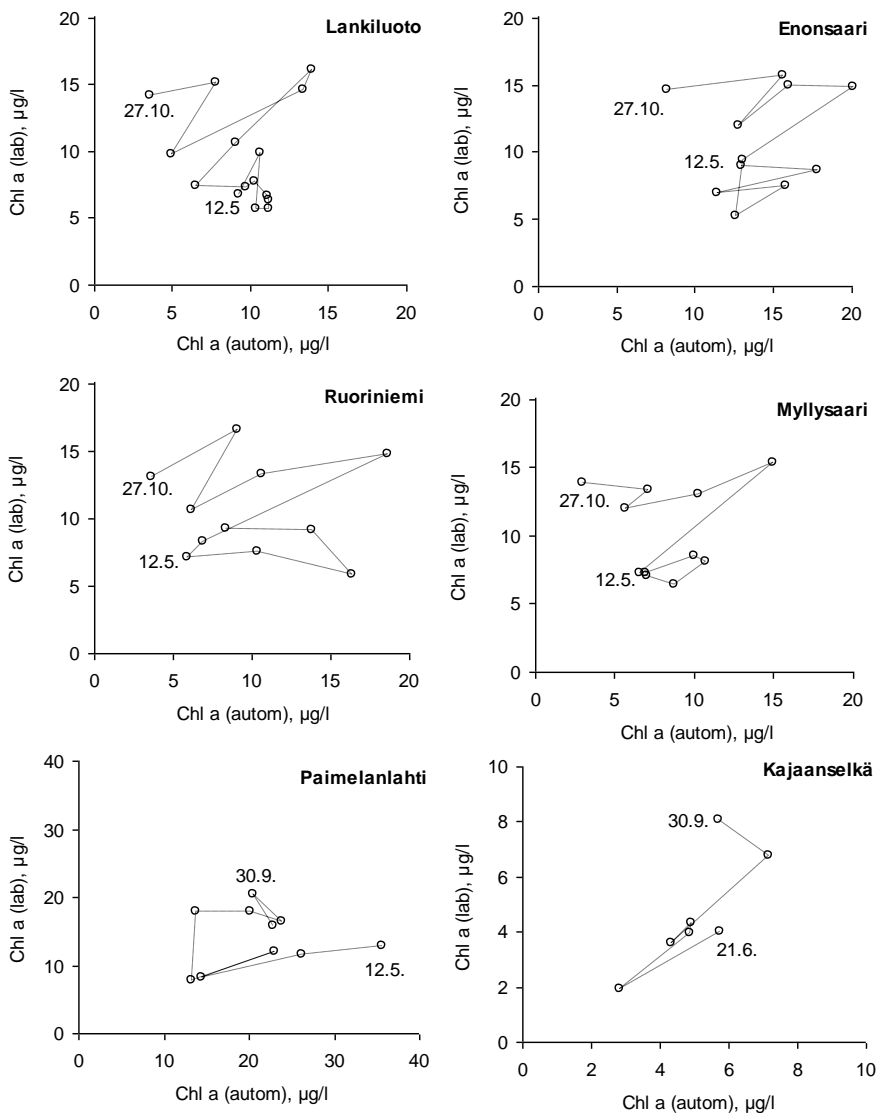 Lankiluoto
Chl a (lab), µg/l
20
15
10
5
0
27.10.
12.5
0 5 10 15 20
Chl a (autom), µg/l
Enonsaari
Chl a (lab), µg/l
20
15
10
5
0
27.10.
12.5.
0 5 10 15 20
Chl a (autom), µg/l
Ruoriniemi
Chl a (lab), µg/l
20
15
10
5
0
27.10.
12.5.
0 5 10 15 20
Chl a (autom), µg/l
Myllysaari
Chl a (lab), µg/l
20
15
10
5
0
27.10.
12.5.
0 5 10 15 20
Chl a (autom), µg/l
Paimelanlahti
Chl a (lab), µg/l
40
30
20
10
0
30.9.
12.5.
0 10 20 30 40
Chl a (autom), µg/l
Kajaanselkä
Chl a (lab), µg/l
10
8
6
4
2
0
30.9.
21.6.
0 2 4 6 8 10
Chl a (autom), µg/l